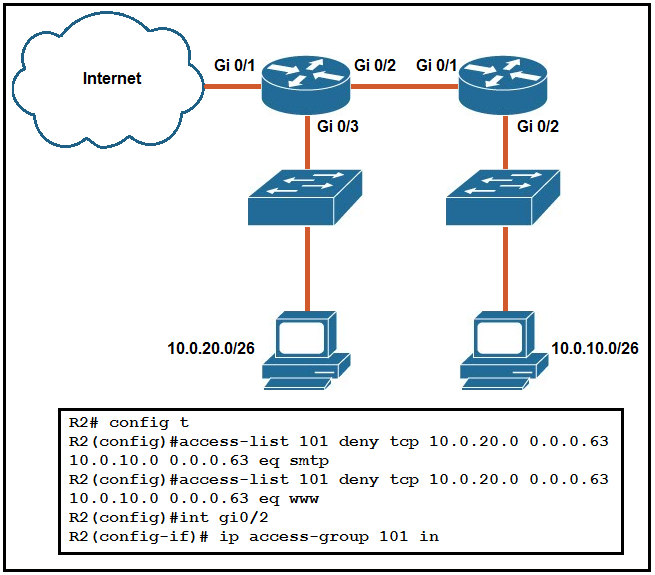 Internet
Gi 0/1
Gi 0/2
Gi 0/1
Gi 0/3
Gi 0/2
10.0.20.0/26
10.0.10.0/26
R2# config t
R2(config)#access-list 101 deny tcp 10.0.20.0 0.0.0.63
10.0.10.0 0.0.0.63 eq smtp
R2(config)#access-list 101 deny tcp 10.0.20.0 0.0.0.63
10.0.10.0 0.0.0.63 eq www
R2(config)#int gi0/2
R2(config-if)# ip access-group 101 in